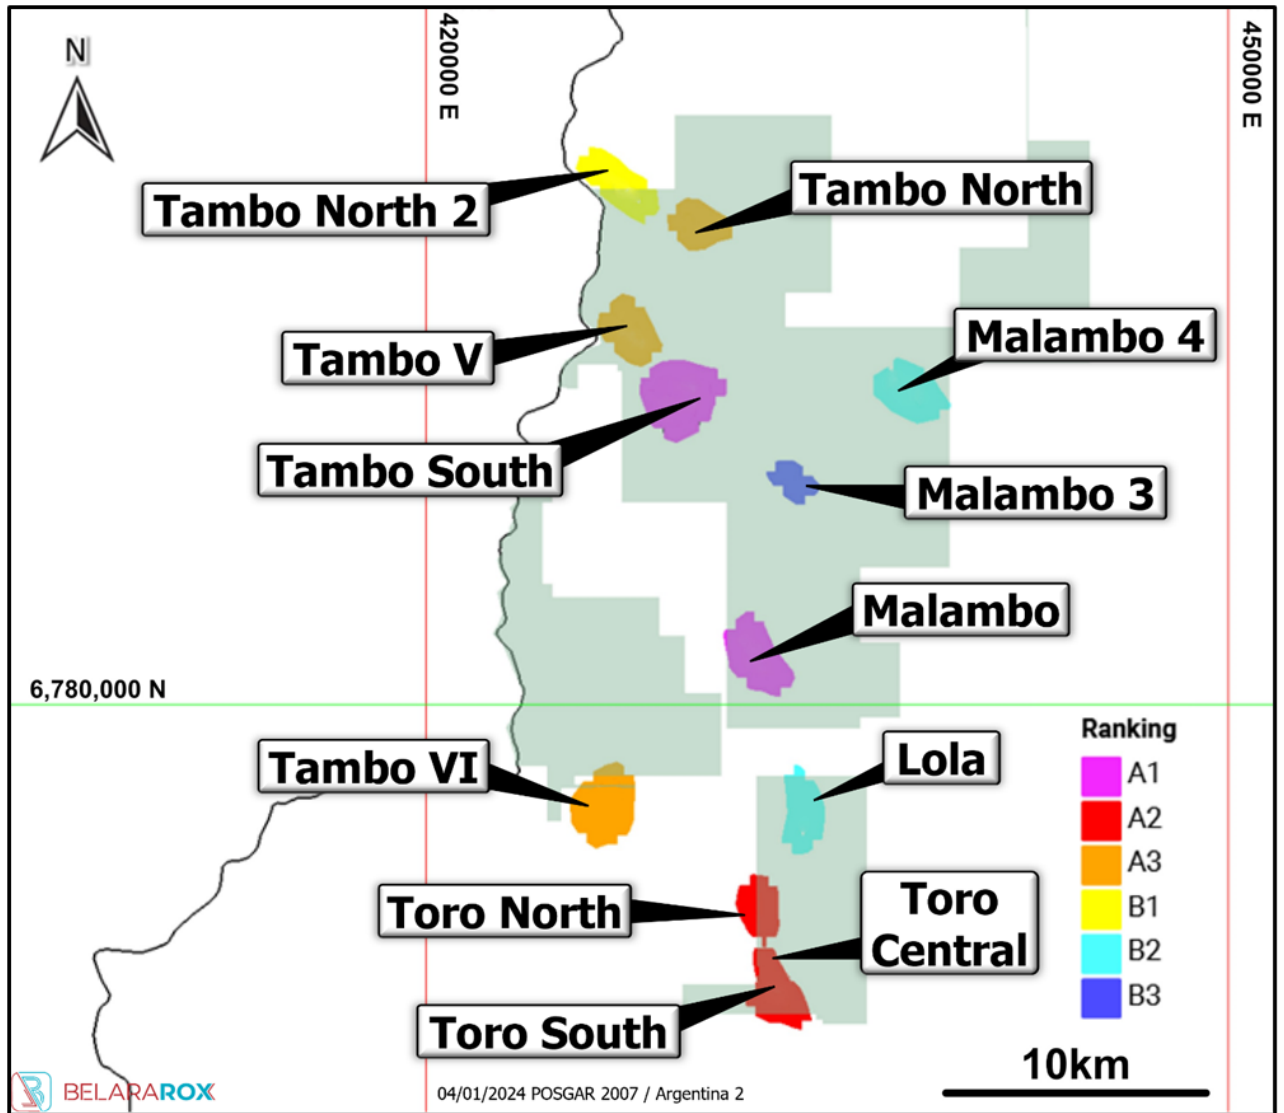 N
420000 E
450000 E
Tambo North 2
Tambo North
Tambo V
Malambo 4
Tambo South
Malambo 3
Malambo
6,780,000 N
Ranking
A1
A2
A3
B1
B2
B3
Tambo VI
Lola
Toro North
Toro
Central
Toro South
10km
BELARAROX
04/01/2024 POSGAR 2007 / Argentina 2